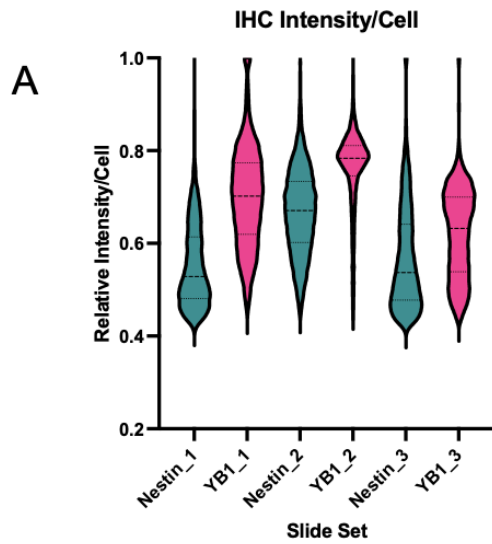 IHC Intensity/Cell
A
Relative Intensity/Cell
1.0
0.8
0.6
0.4
0.2
Nestin_1
YB1_1
Nestin_2
YB1_2
Nestin_3
YB1_3
Slide Set